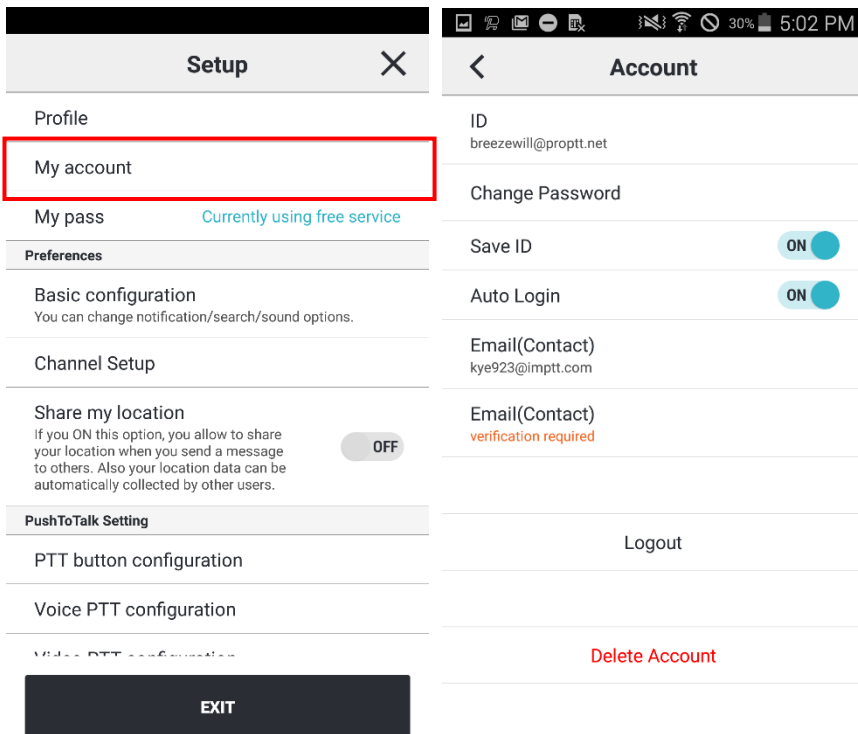 Setup
Profile
My account
My pass
Currently using free service
Preferences
Basic configuration
You can change notification/search/sound options.
Channel Setup
Share my location
If you ON this option, you allow to share
your location when you send a message
to others. Also your location data can be
automatically collected by other users.
OFF
PushToTalk Setting
PTT button configuration
Voice PTT configuration
Video PTT configuration
EXIT
30% 5:02 PM
Account
ID
breezewill@proptt.net
Change Password
Save ID
ON
Auto Login
ON
Email(Contact)
kye923@imptt.com
Email(Contact)
verification required
Logout
Delete Account